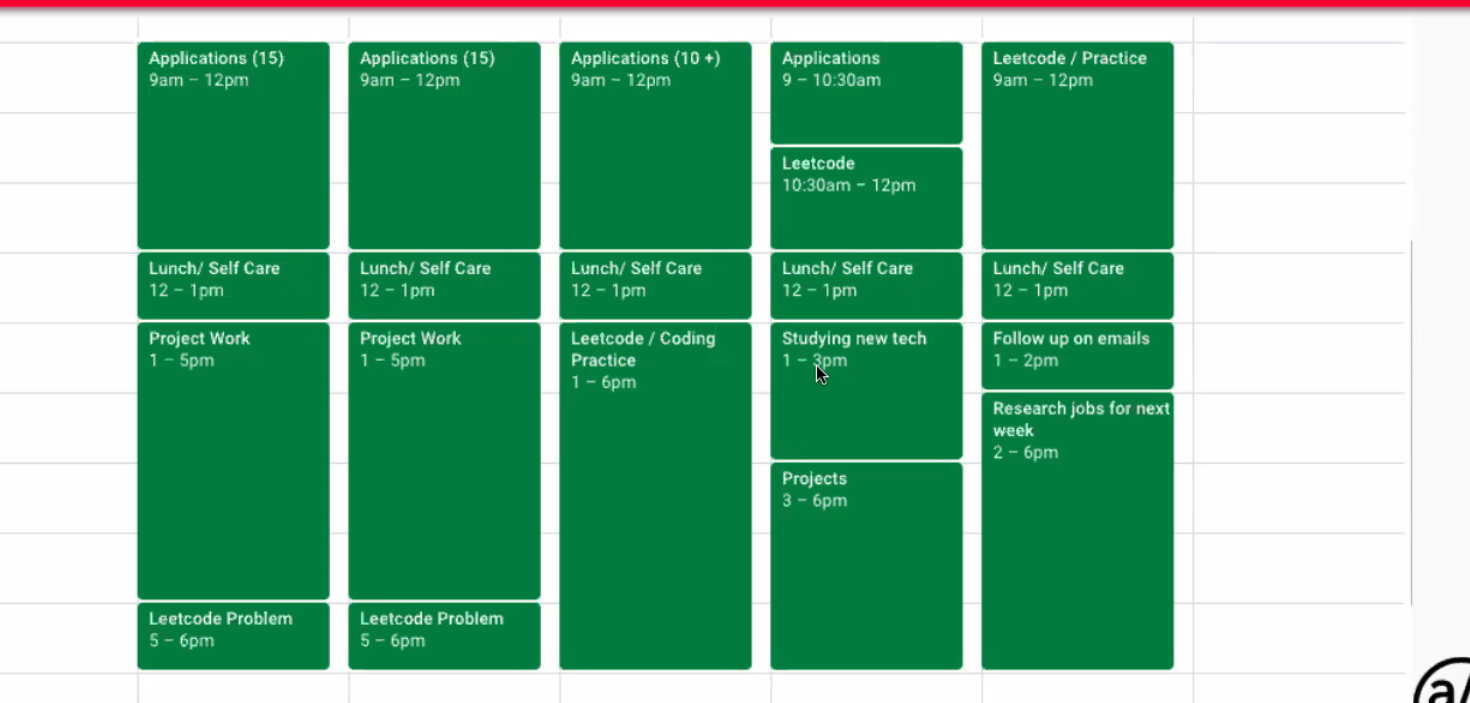 Applications (15)
9am – 12pm
Lunch/ Self Care
12 – 1pm
Project Work
1 – 5pm
Leetcode Problem
5 – 6pm
Applications (15)
9am – 12pm
Lunch/ Self Care
12 – 1pm
Project Work
1 – 5pm
Leetcode Problem
5 – 6pm
Applications (10 +)
9am – 12pm
Lunch/ Self Care
12 – 1pm
Leetcode / Coding
Practice
1 – 6pm
Applications
9 – 10:30am
Leetcode
10:30am – 12pm
Lunch/ Self Care
12 – 1pm
Studying new tech
1 – 3pm
Projects
3 – 6pm
Leetcode / Practice
9am – 12pm
Lunch/ Self Care
12 – 1pm
Follow up on emails
1 – 2pm
Research jobs for next
week
2 – 6pm
a/